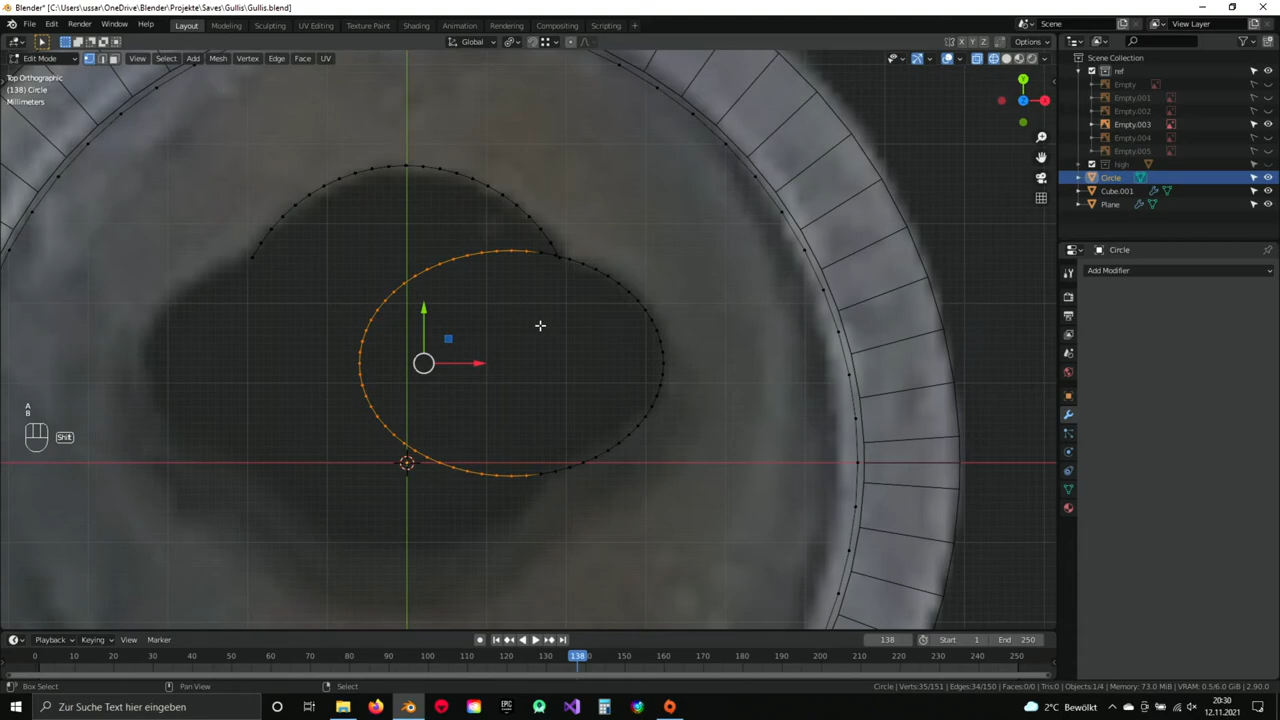 Blender* [C:\Users\ussar\OneDrive\Blender\Projekte\Saves\Gullis\Gullis.blend]
File Edit Render Window Help Layout Modeling Sculpting UV Editing Texture Paint Shading Animation Rendering Compositing Scripting + Scene View Layer
Global X Y Z Options
Edit Mode View Select Add Mesh Vertex Edge Face UV
Top Orthographic
(138) Circle
Millimeters
Y
Z
X
Scene Collection
ref
Empty
Empty.001
Empty.002
Empty.003
Empty.004
Empty.005
high
Circle
Cube.001
Plane
Circle
Add Modifier
A
B
Shift
Playback Keying View Marker 138 Start 1 End 250
0 10 20 30 40 50 60 70 80 90 100 110 120 130 138 150 160 170 180 190 200 210 220 230 240 250
Box Select Pan View Select Circle | Verts:35/151 | Edges:34/150 | Faces:0/0 | Tris:0 | Objects:1/4 | Memory: 73.0 MiB | VRAM: 0.5/6.0 GiB | 2.90.0
Zur Suche Text hier eingeben
EPIC
2°C Bewölkt
20:30
12.11.2021